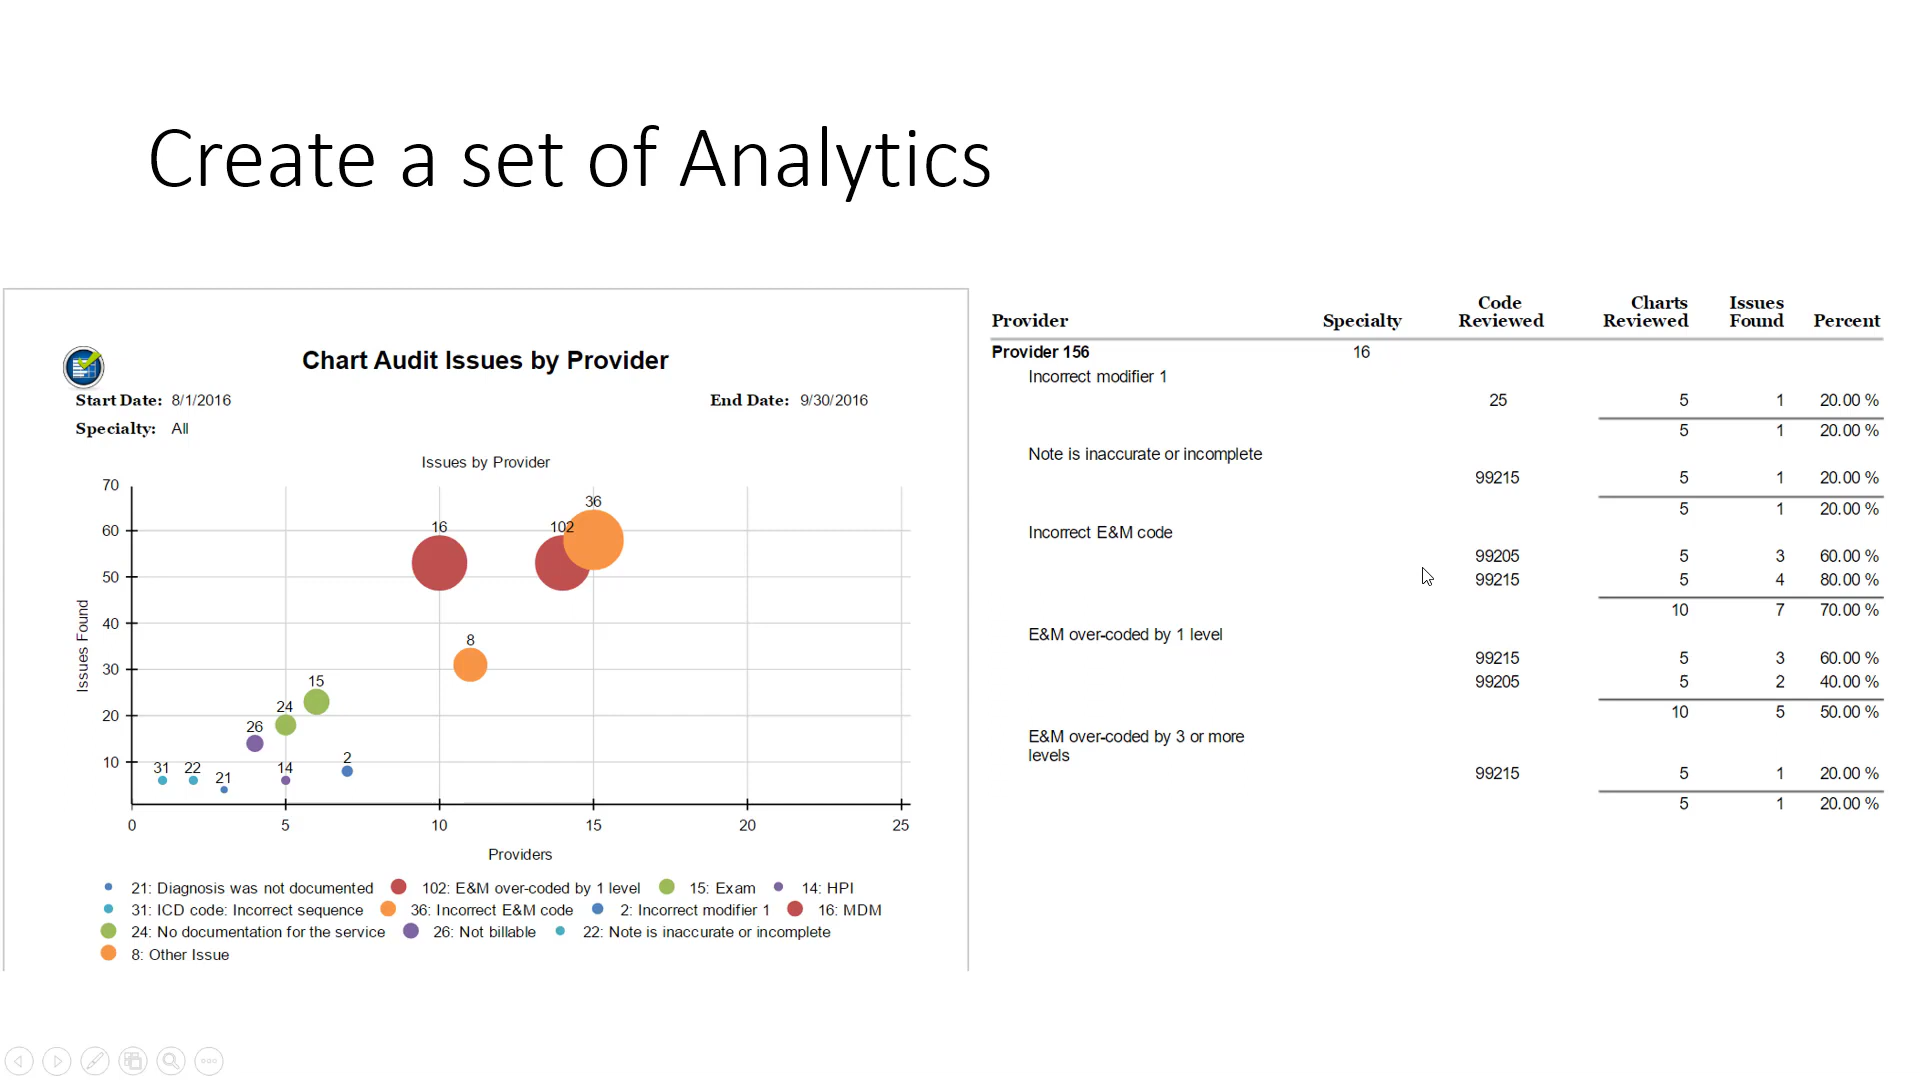 Create a set of Analytics
Chart Audit Issues by Provider
Start Date: 8/1/2016 End Date: 9/30/2016
Specialty: All
Issues by Provider
Issues Found
70
60
50
40
30
20
10
36
16
102
8
15
24
26
2
31
22
21
14
0 5 10 15 20 25
Providers
21: Diagnosis was not documented 102: E&M over-coded by 1 level 15: Exam 14: HPI
31: ICD code: Incorrect sequence 36: Incorrect E&M code 2: Incorrect modifier 1 16: MDM
24: No documentation for the service 26: Not billable 22: Note is inaccurate or incomplete
8: Other Issue
Provider Specialty Code Reviewed Charts Reviewed Issues Found Percent
Provider 156 16
Incorrect modifier 1
25 5 1 20.00 %
5 1 20.00 %
Note is inaccurate or incomplete
99215 5 1 20.00 %
5 1 20.00 %
Incorrect E&M code
99205 5 3 60.00 %
99215 5 4 80.00 %
10 7 70.00 %
E&M over-coded by 1 level
99215 5 3 60.00 %
99205 5 2 40.00 %
10 5 50.00 %
E&M over-coded by 3 or more
levels
99215 5 1 20.00 %
5 1 20.00 %